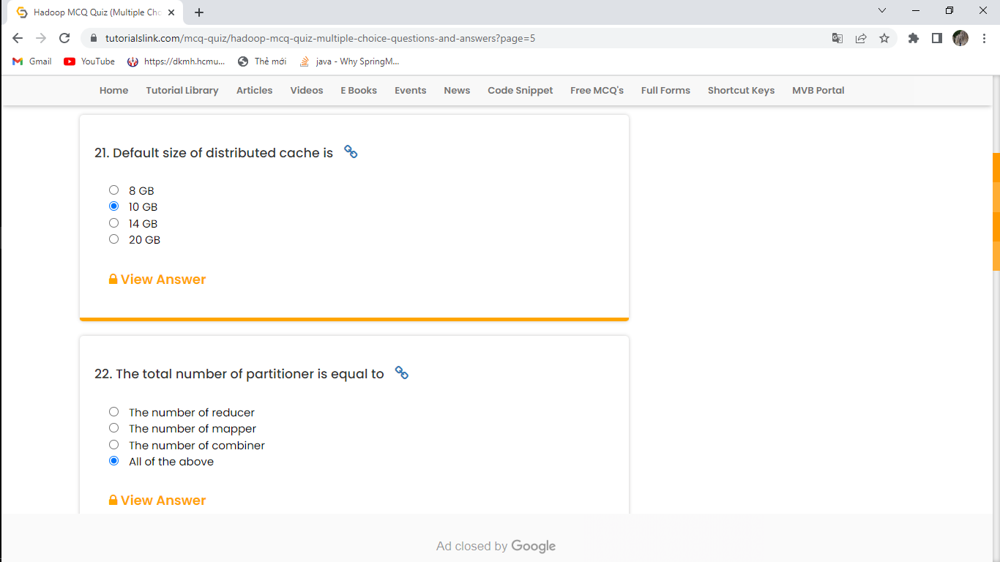 Hadoop MCQ Quiz (Multiple Cho
tutorialslink.com/mcq-quiz/hadoop-mcq-quiz-multiple-choice-questions-and-answers?page=5
Gmail YouTube https://dkmh.hcmu... Thẻ mới java - Why SpringM...
Home Tutorial Library Articles Videos E Books Events News Code Snippet Free MCQ's Full Forms Shortcut Keys MVB Portal
21. Default size of distributed cache is
8 GB
10 GB
14 GB
20 GB
View Answer
22. The total number of partitioner is equal to
The number of reducer
The number of mapper
The number of combiner
All of the above
View Answer
Ad closed by Google